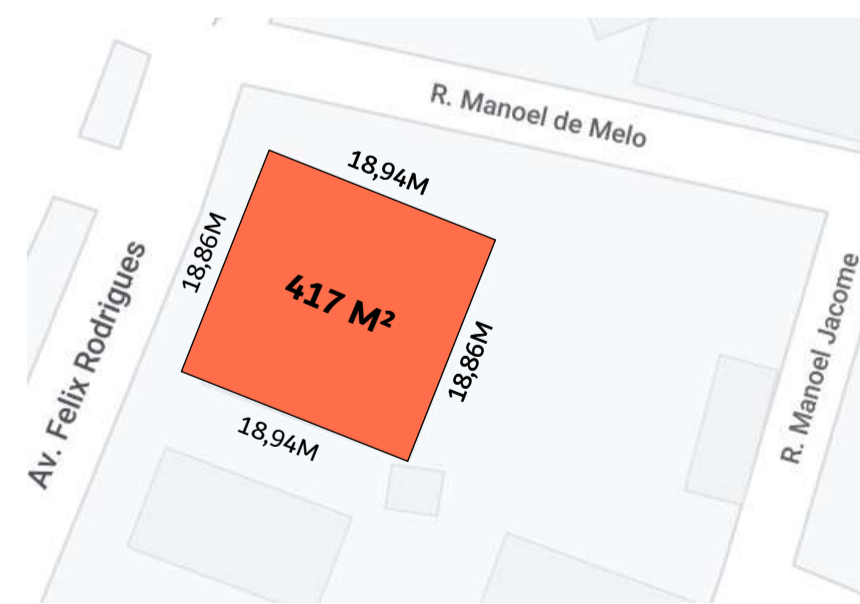 R. Manoel de Melo
18,94M
18,86M
417 M²
18,86M
18,94M
Av. Felix Rodrigues
R. Manoel Jacome